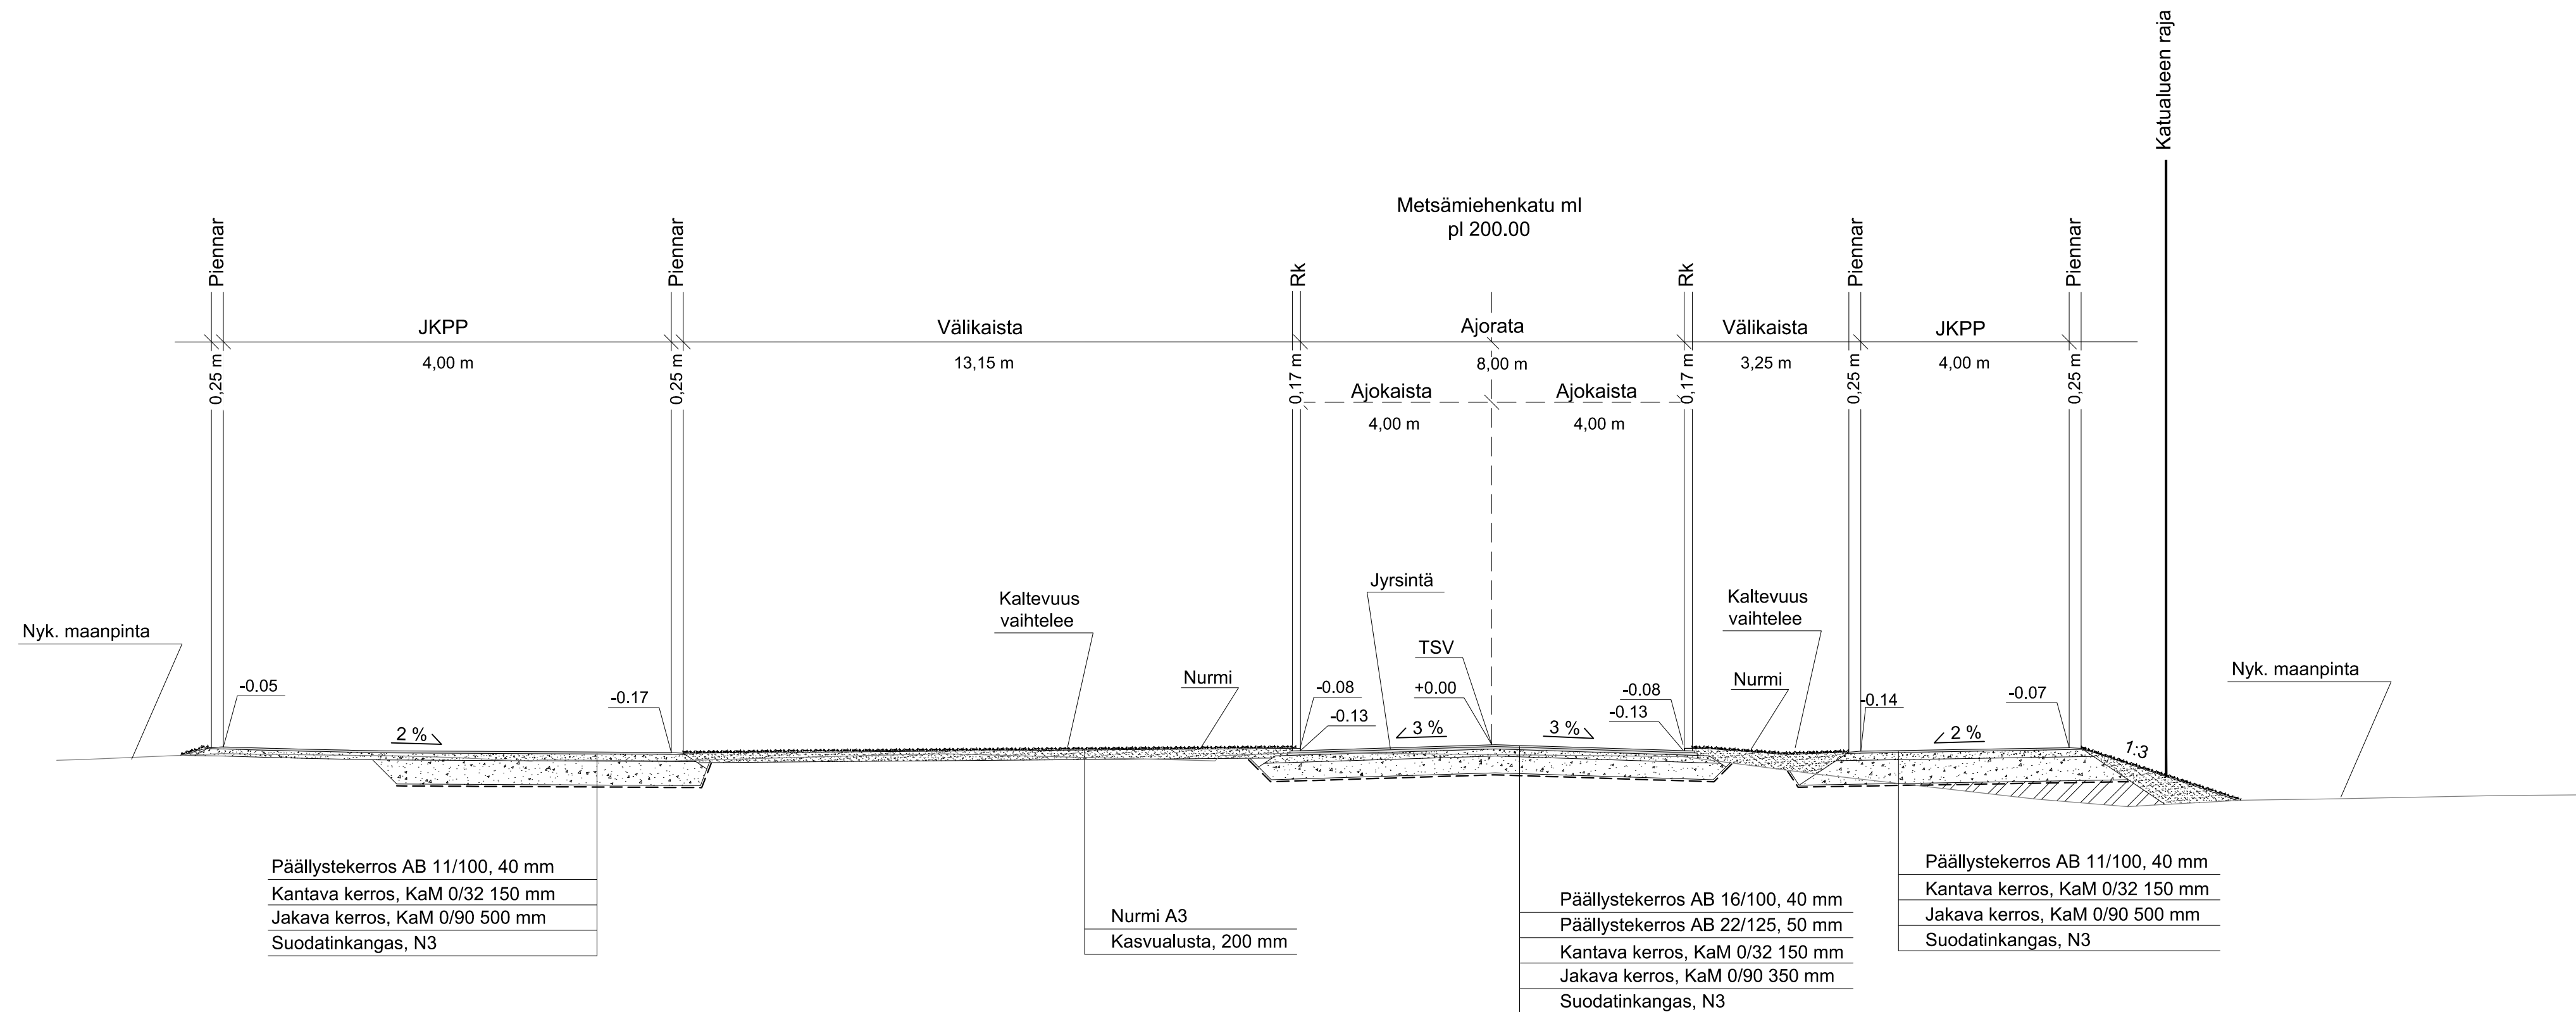 Katualueen raja
Metsämiehenkatu ml
pl 200.00
Piennar
Piennar
Rk
Rk
Piennar
Piennar
JKPP
Välikaista
Ajorata
Välikaista
JKPP
0,25 m
4,00 m
0,25 m
13,15 m
0,17 m
8,00 m
0,17 m
3,25 m
0,25 m
4,00 m
0,25 m
Ajokaista
Ajokaista
4,00 m
4,00 m
Nyk. maanpinta
Kaltevuus
vaihtelee
Nurmi
Jyrsintä
TSV
+0.00
Kaltevuus
vaihtelee
Nurmi
Nyk. maanpinta
-0.05
-0.17
-0.08
-0.13
-0.08
-0.13
-0.14
-0.07
2 %
3 %
3 %
2 %
1:3
Päällystekerros AB 11/100, 40 mm
Kantava kerros, KaM 0/32 150 mm
Jakava kerros, KaM 0/90 500 mm
Suodatinkangas, N3
Nurmi A3
Kasvualusta, 200 mm
Päällystekerros AB 16/100, 40 mm
Päällystekerros AB 22/125, 50 mm
Kantava kerros, KaM 0/32 150 mm
Jakava kerros, KaM 0/90 350 mm
Suodatinkangas, N3
Päällystekerros AB 11/100, 40 mm
Kantava kerros, KaM 0/32 150 mm
Jakava kerros, KaM 0/90 500 mm
Suodatinkangas, N3